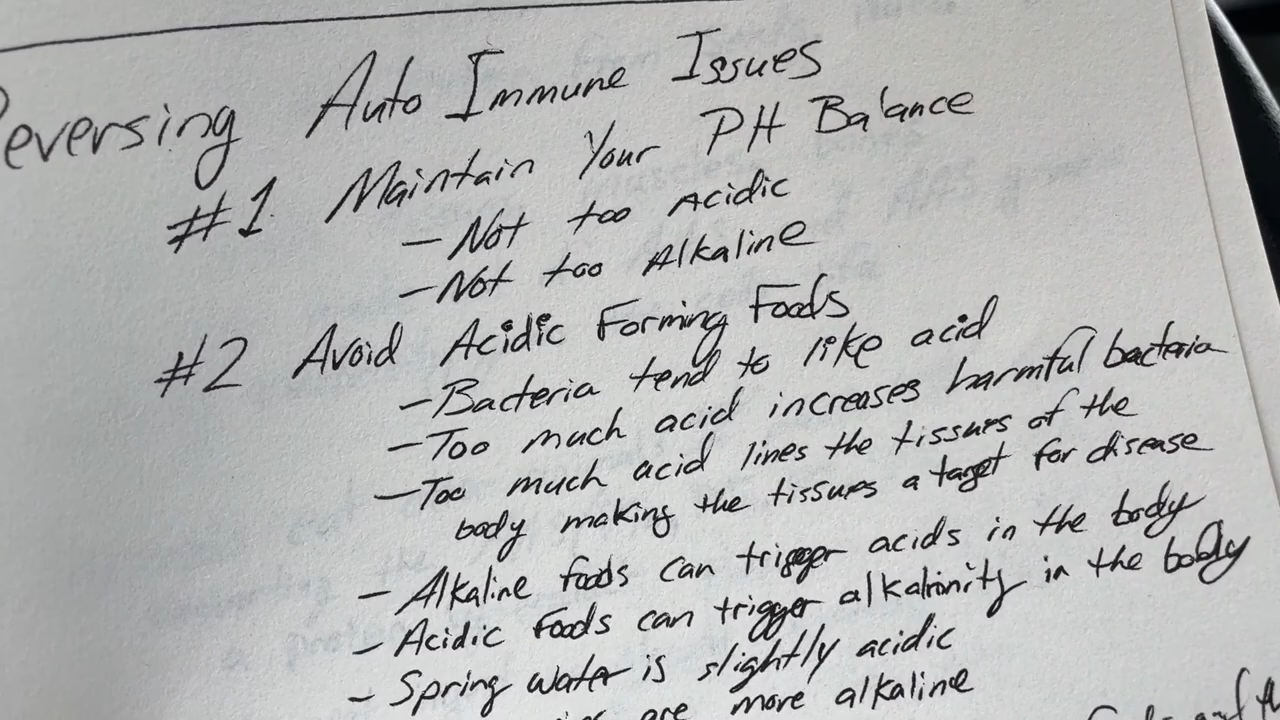 Reversing Auto Immune Issues
#1 Maintain Your PH Balance
- Not too Acidic
- Not too Alkaline
#2 Avoid Acidic Forming Foods
- Bacteria tend to like acid
- Too much acid increases harmful bacteria
- Too much acid lines the tissues of the
body making the tissues a target for disease
- Alkaline foods can trigger acids in the body
- Acidic Foods can trigger alkalinity in the body
- Spring water is slightly acidic
are more alkaline